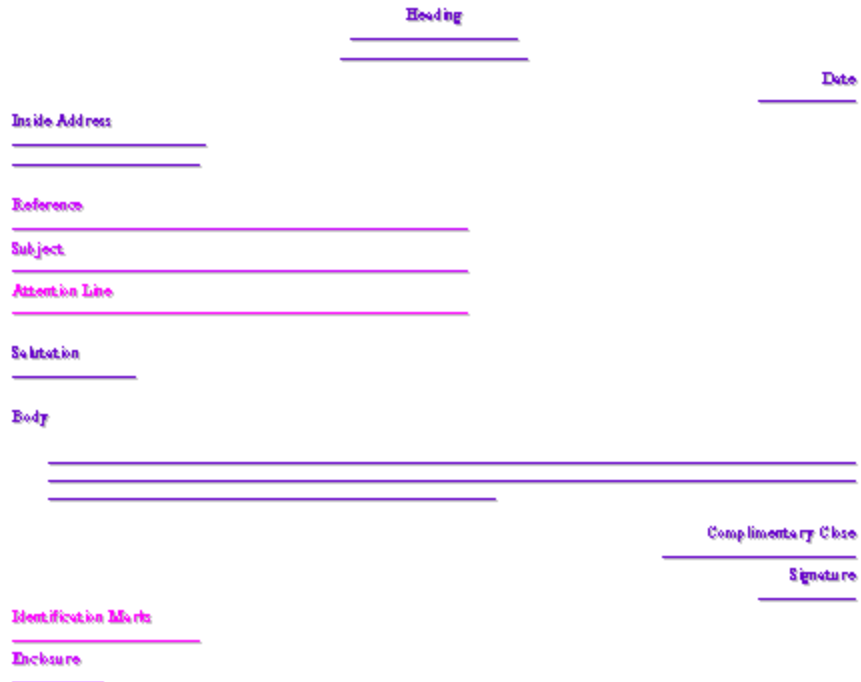 Heading
Date
Inside Address
Reference
Subject
Attention Line
Salutation
Body
Complimentary Close
Signature
Identification Marks
Enclosure